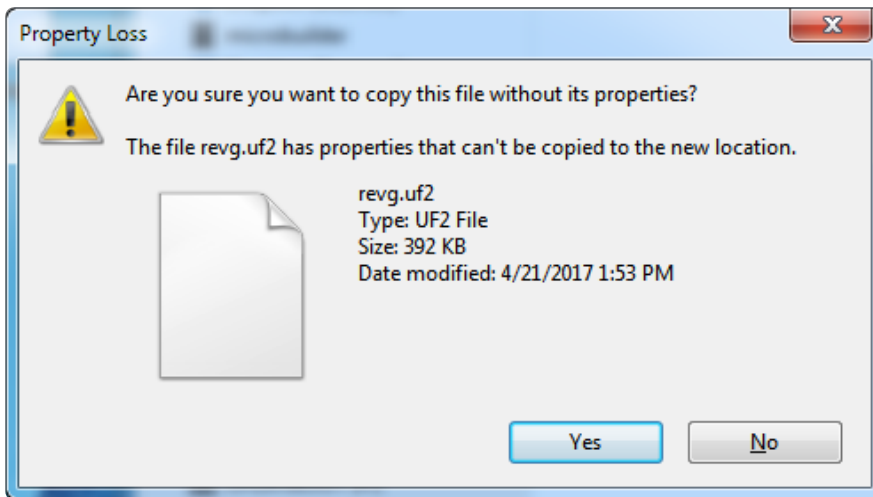 Property Loss
Are you sure you want to copy this file without its properties?
The file revg.uf2 has properties that can't be copied to the new location.
revg.uf2
Type: UF2 File
Size: 392 KB
Date modified: 4/21/2017 1:53 PM
Yes
No